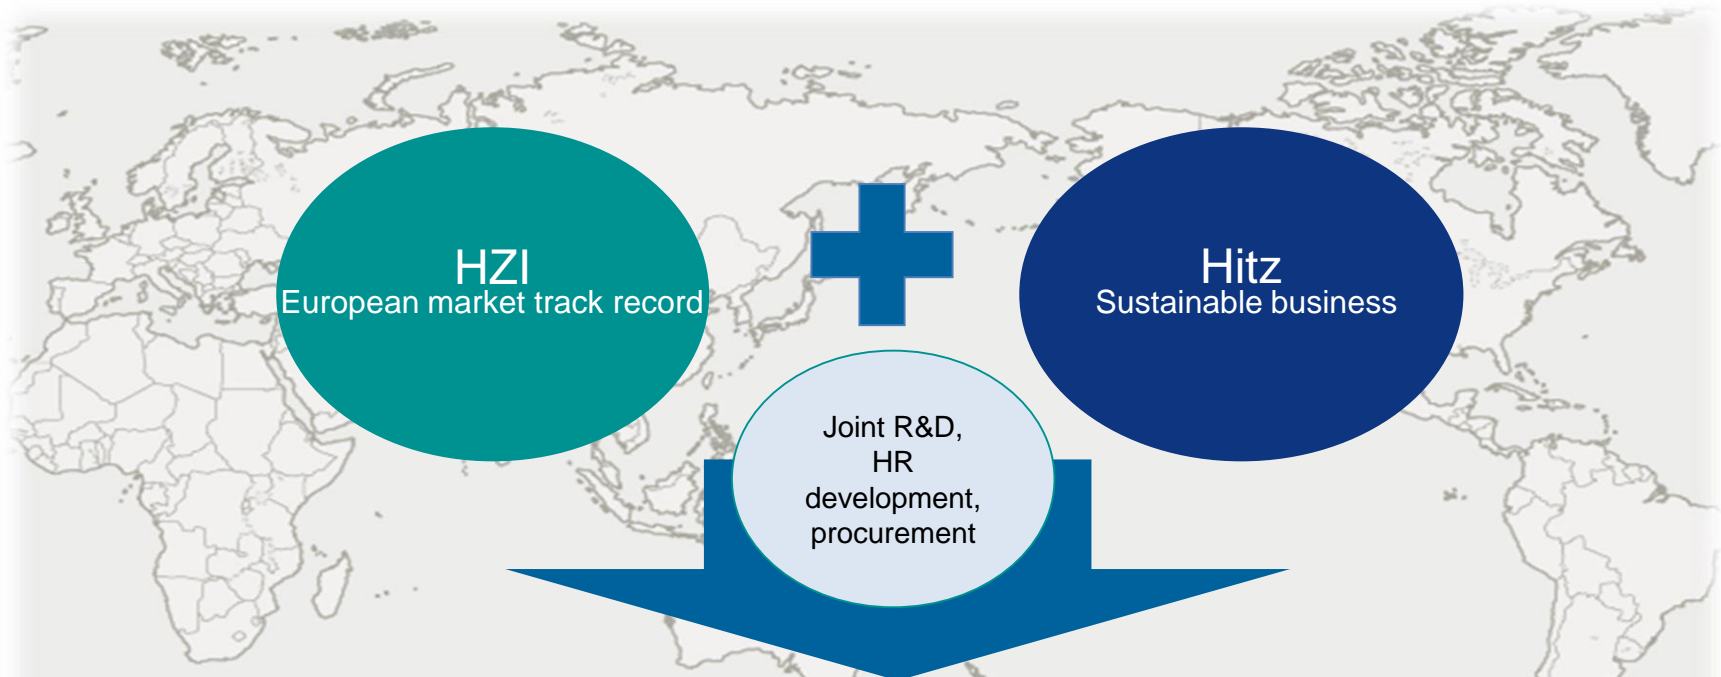 HZI
European market track record
Hitz
Sustainable business
Joint R&D,
HR
development,
procurement